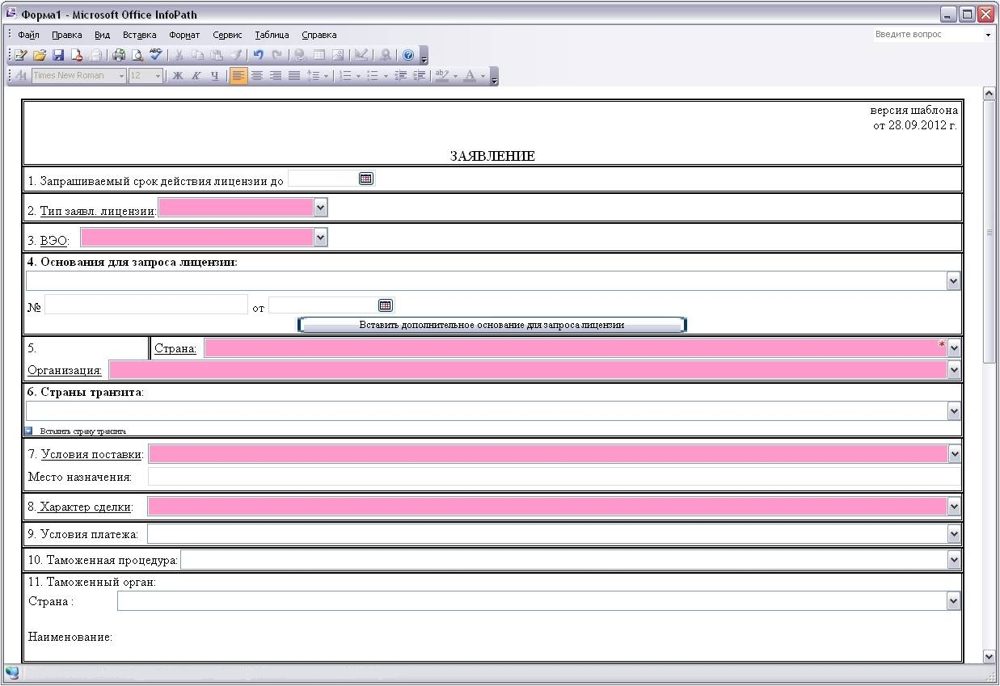 Форма1 - Microsoft Office InfoPath
Файл Правка Вид Вставка Формат Сервис Таблица Справка Введите вопрос
Times New Roman 12 Ж К Ч
версия шаблона
от 28.09.2012 г.
ЗАЯВЛЕНИЕ
1. Запрашиваемый срок действия лицензии до
2. Тип заявл. лицензии:
3. ВЭО:
4. Основания для запроса лицензии:
№ от
Вставить дополнительное основание для запроса лицензии
5. Страна: *
Организация:
6. Страны транзита:
Вставить страну транзита
7. Условия поставки:
Место назначения:
8. Характер сделки:
9. Условия платежа:
10. Таможенная процедура:
11. Таможенный орган:
Страна :
Наименование: